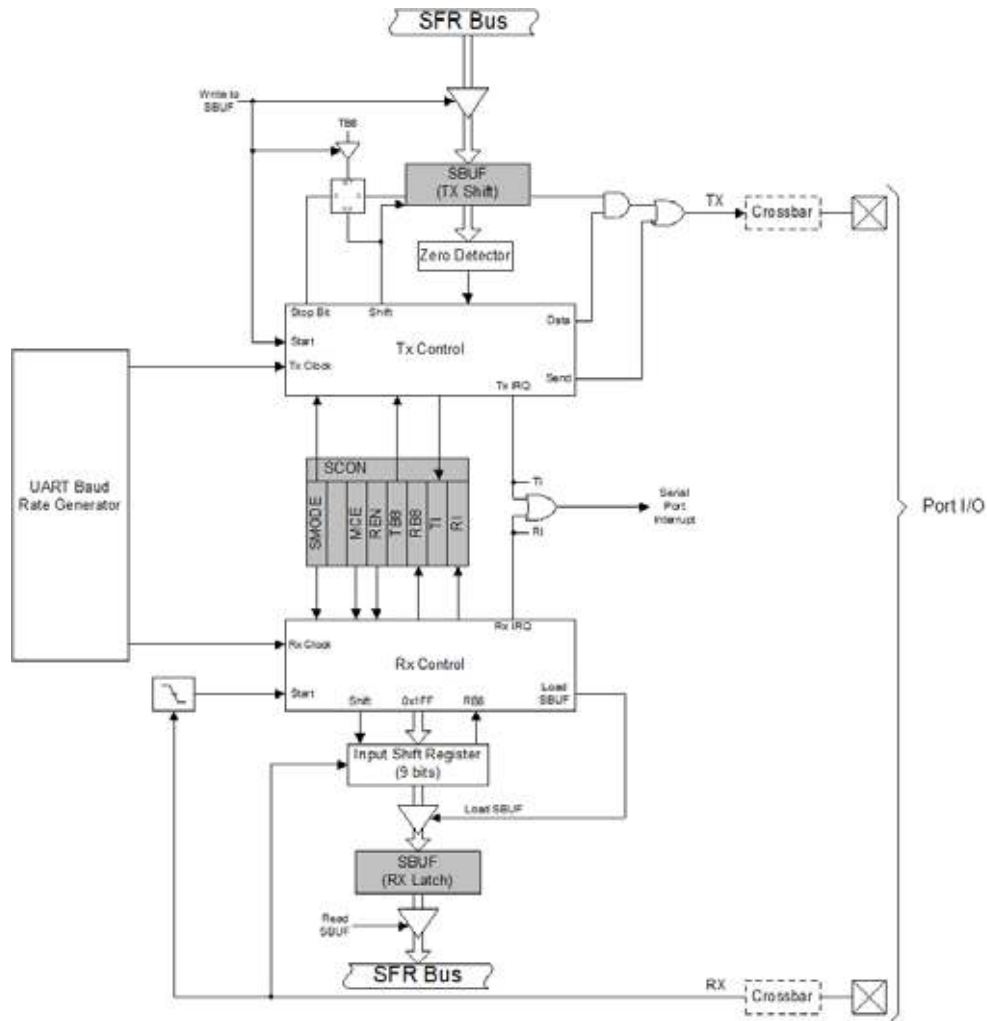 SFR Bus
Write to
SBUF
TB8
SBUF
(TX Shift)
TX
Crossbar
Zero Detector
Stop Bit
Shift
Data
Start
Tx Control
Tx Clock
Send
Tx IRQ
SCON
UART Baud
Rate Generator
SMODE
MCE
REN
TB8
RB8
TI
RI
TI
Serial
Port
Interrupt
RI
Port I/O
Rx IRQ
Rx Clock
Rx Control
Start
Load
SBUF
Shift
0x1FF
RB8
Input Shift Register
(9 bits)
Load SBUF
SBUF
(RX Latch)
Read
SBUF
SFR Bus
RX
Crossbar